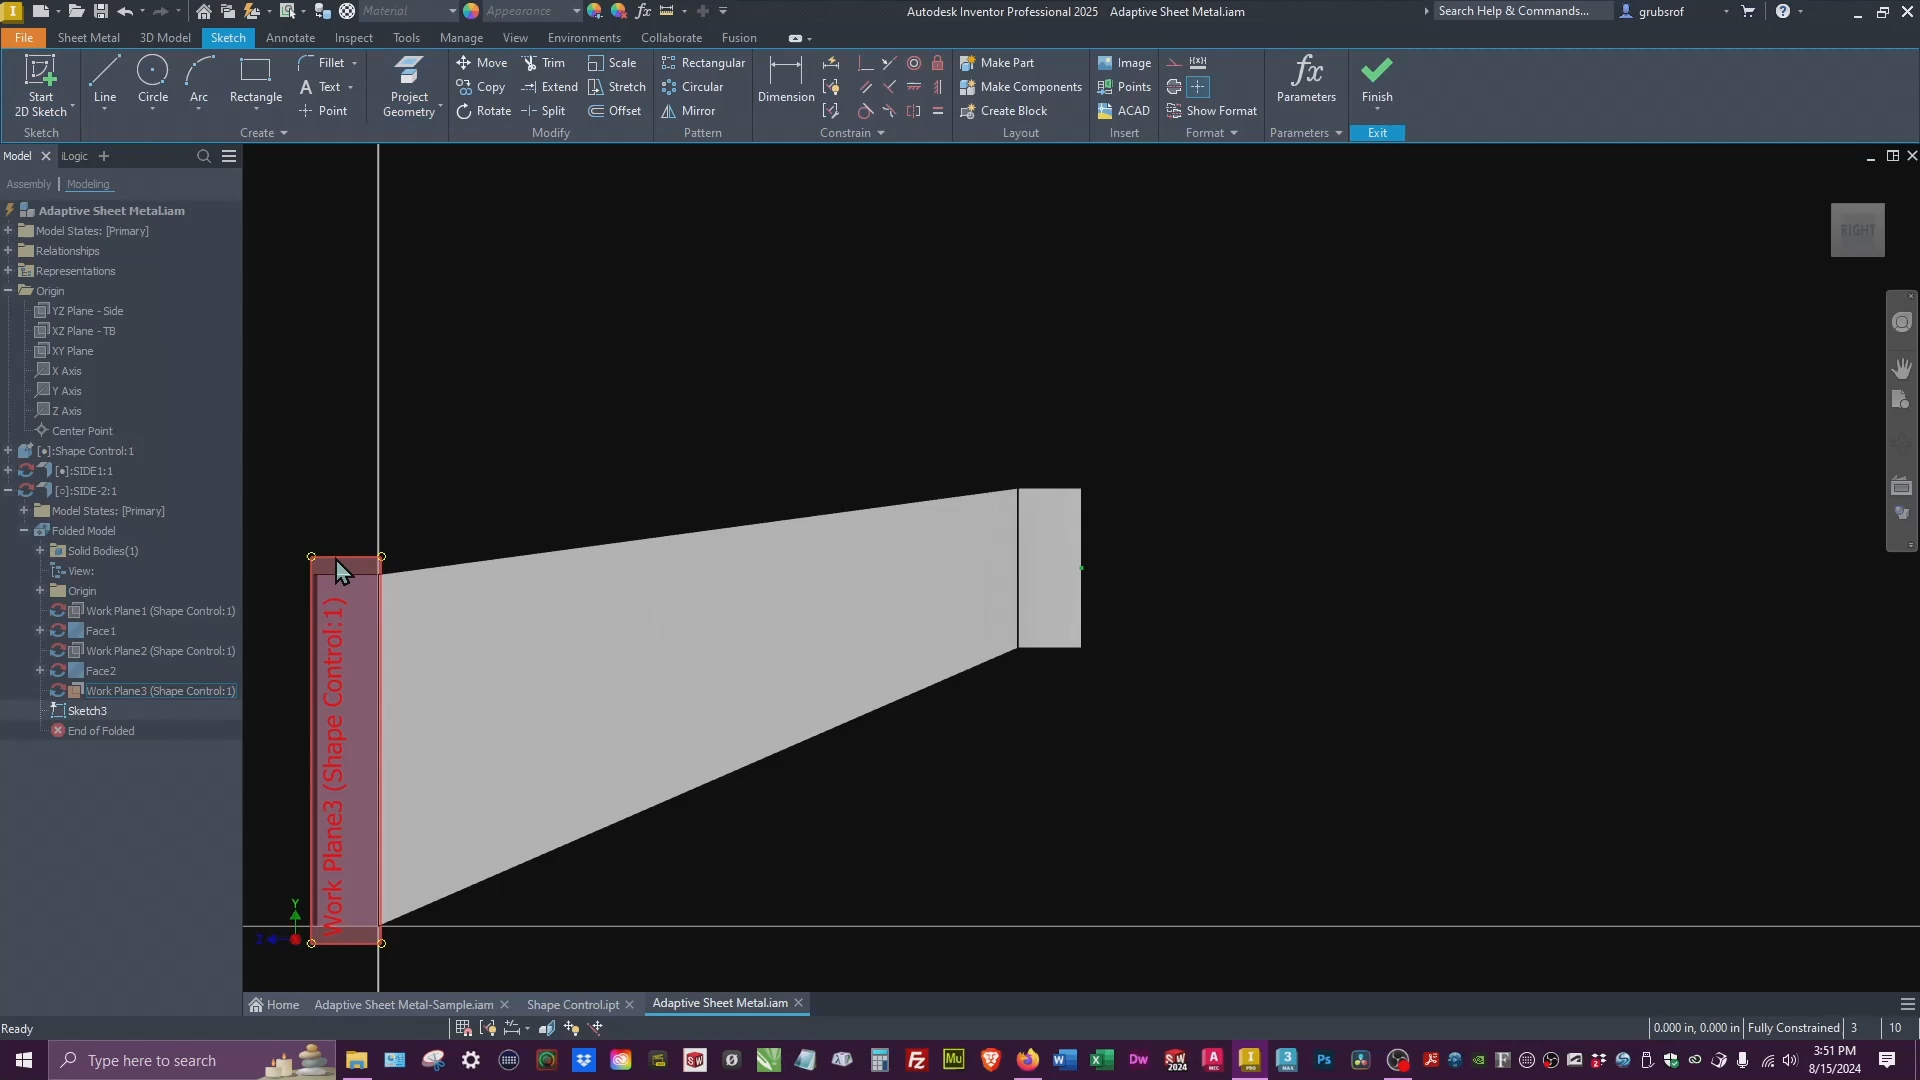 Material
Appearance
Autodesk Inventor Professional 2025 Adaptive Sheet Metal.iam
Search Help & Commands...
grubsrof
File Sheet Metal 3D Model Sketch Annotate Inspect Tools Manage View Environments Collaborate Fusion
Start
2D Sketch
Line
Circle
Arc
Rectangle
Fillet
Text
Point
Project
Geometry
Move
Copy
Rotate
Trim
Extend
Split
Scale
Stretch
Offset
Rectangular
Circular
Mirror
Dimension
Make Part
Make Components
Create Block
Image
Points
ACAD
Show Format
Parameters
Finish
Sketch Create Modify Pattern Constrain Layout Insert Format Parameters Exit
Model iLogic
Assembly | Modeling
Adaptive Sheet Metal.iam
Model States: [Primary]
Relationships
Representations
Origin
YZ Plane - Side
XZ Plane - TB
XY Plane
X Axis
Y Axis
Z Axis
Center Point
[●]:Shape Control:1
[●]:SIDE1:1
[○]:SIDE-2:1
Model States: [Primary]
Folded Model
Solid Bodies(1)
View:
Origin
Work Plane1 (Shape Control:1)
Face1
Work Plane2 (Shape Control:1)
Face2
Work Plane3 (Shape Control:1)
Sketch3
End of Folded
RIGHT
Work Plane3 (Shape Control:1)
Y
Z
Home Adaptive Sheet Metal-Sample.iam Shape Control.ipt Adaptive Sheet Metal.iam
Ready
0.000 in, 0.000 in Fully Constrained 3 10
Type here to search
3:51 PM
8/15/2024